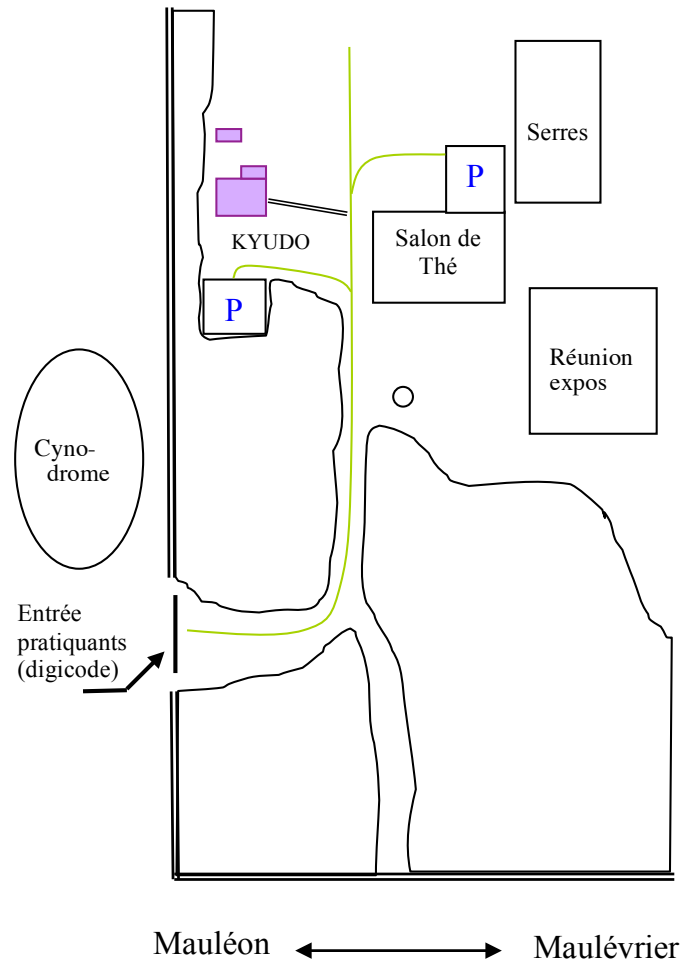 Serres
P
KYUDO
Salon de
Thé
P
Réunion
expos
Cyno-
drome
Entrée
pratiquants
(digicode)
Mauléon
Maulévrier